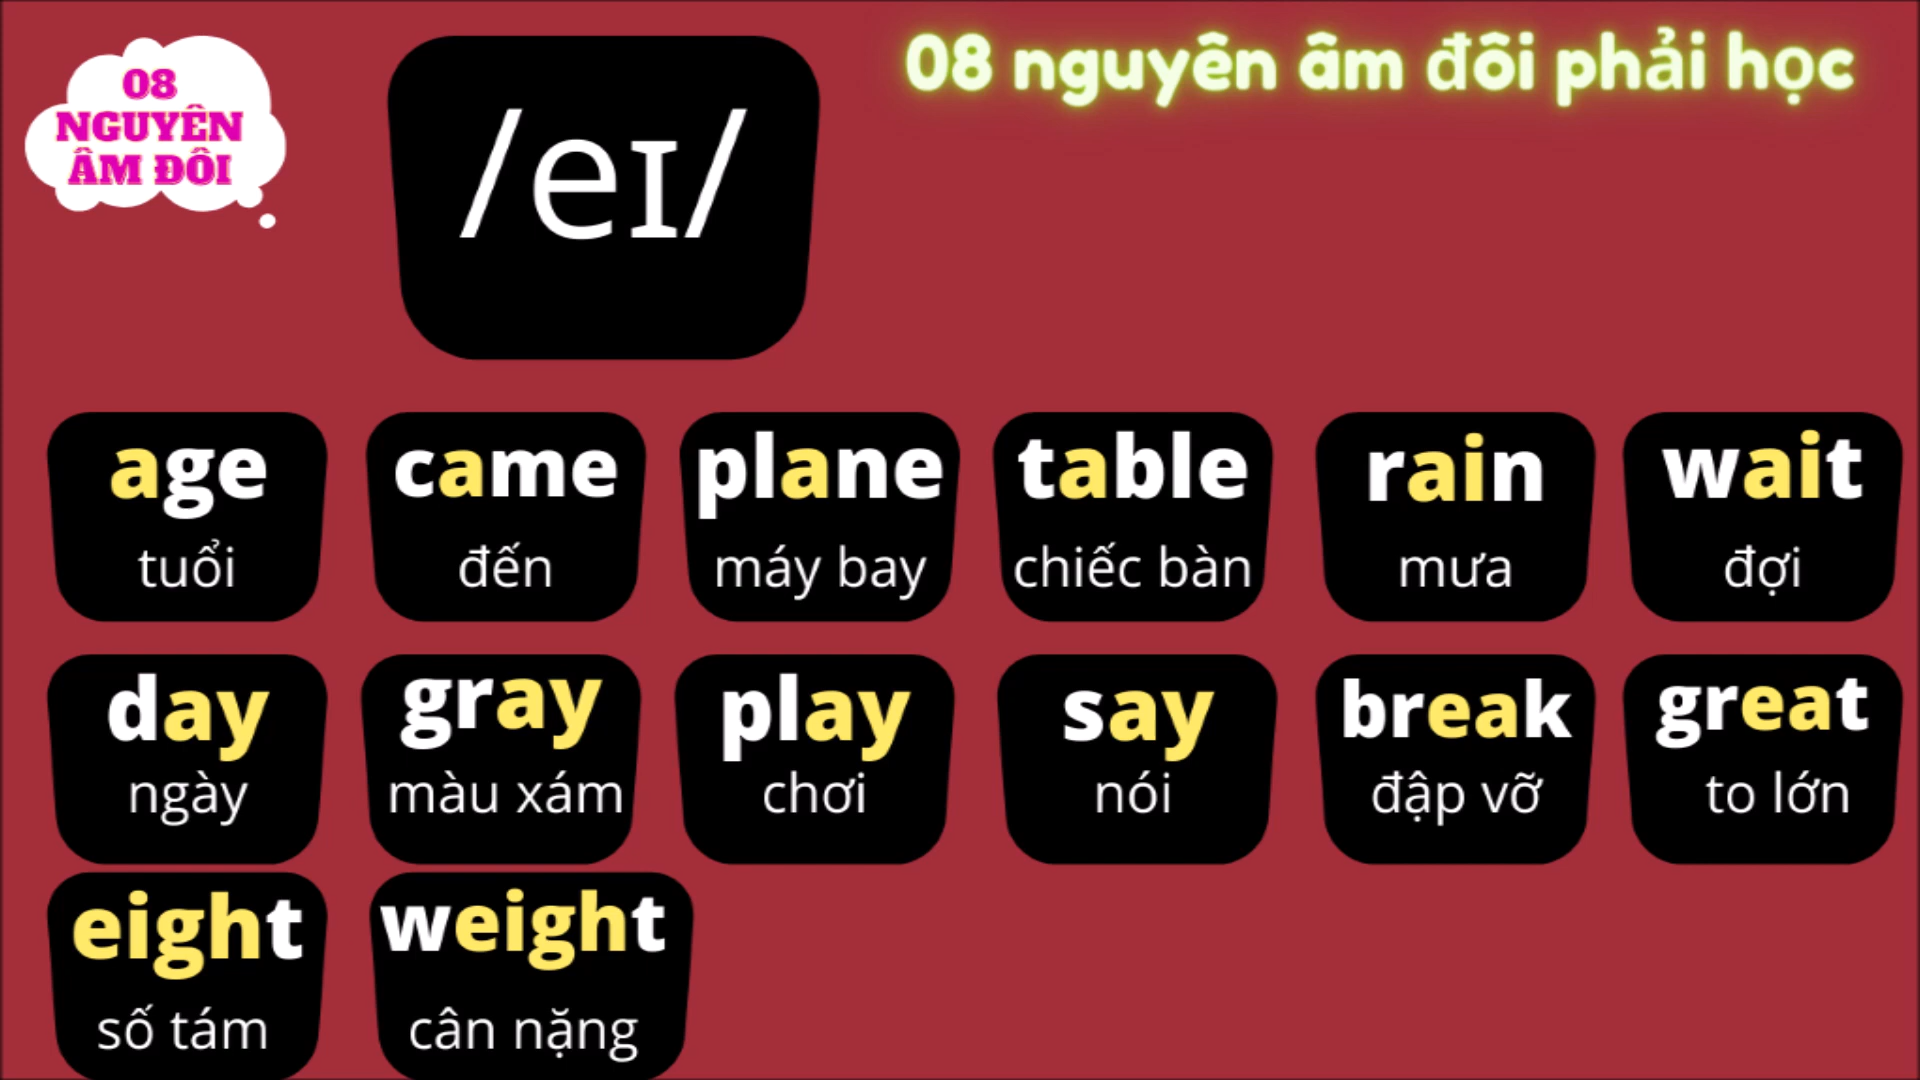 08
NGUYÊN
ÂM ĐÔI
/eɪ/
08 nguyên âm đôi phải học
age
tuổi
came
đến
plane
máy bay
table
chiếc bàn
rain
mưa
wait
đợi
day
ngày
gray
màu xám
play
chơi
say
nói
break
đập vỡ
great
to lớn
eight
số tám
weight
cân nặng